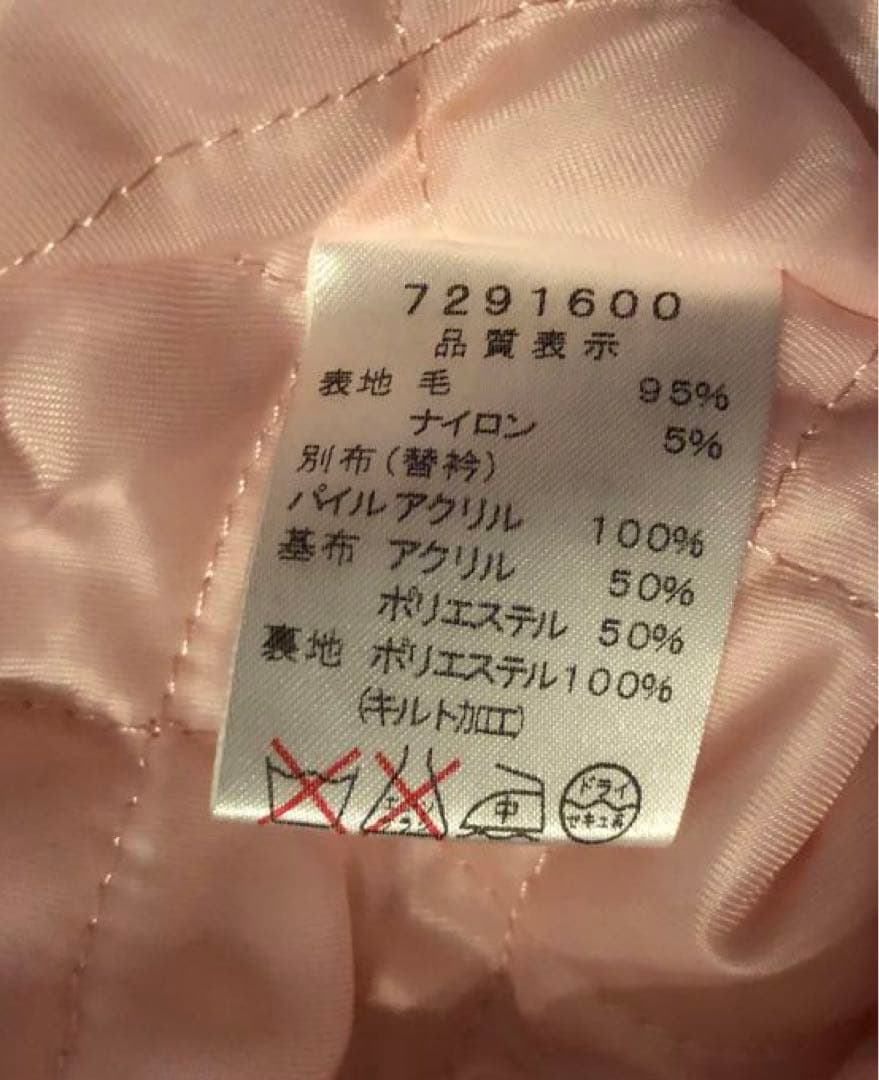 7291600
品質表示
表地 毛 95%
ナイロン 5%
別布(替衿)
パイル アクリル 100%
基布 アクリル 50%
ポリエステル 50%
裏地 ポリエステル 100%
(キルト加工)
中 ドライ
セキユ系